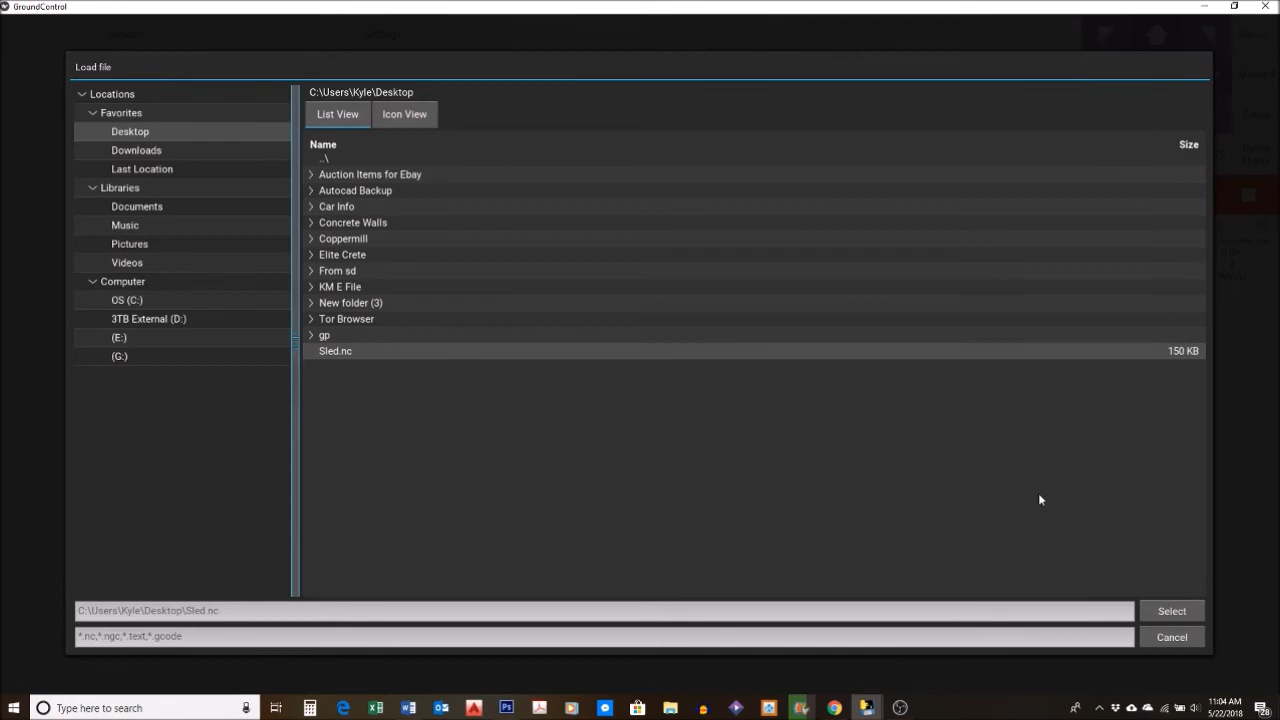 GroundControl
Load file
Locations
Favorites
Desktop
Downloads
Last Location
Libraries
Documents
Music
Pictures
Videos
Computer
OS (C:)
3TB External (D:)
(E:)
(G:)
C:\Users\Kyle\Desktop
List View Icon View
Name Size
..\
Auction Items for Ebay
Autocad Backup
Car Info
Concrete Walls
Coppermill
Elite Crete
From sd
KM E File
New folder (3)
Tor Browser
gp
Sled.nc 150 KB
C:\Users\Kyle\Desktop\Sled.nc Select
*.nc,*.ngc,*.text,*.gcode Cancel
Type here to search
11:04 AM
5/22/2018